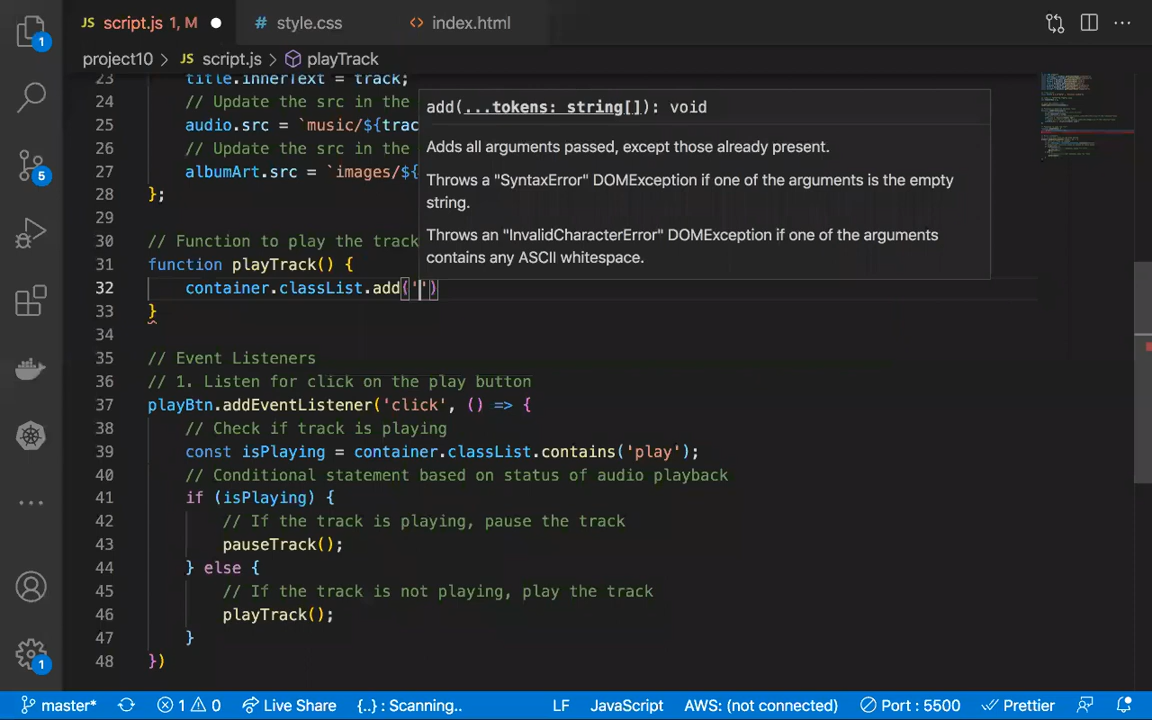 JS script.js 1, M
# style.css
<> index.html
project10 > JS script.js > playTrack
23 title.innerText = track;
24 // Update the src in the
25 audio.src = `music/${trac
26 // Update the src in the
27 albumArt.src = `images/${
28 };
29
30 // Function to play the track
31 function playTrack() {
32 container.classList.add('')
33 }
34
35 // Event Listeners
36 // 1. Listen for click on the play button
37 playBtn.addEventListener('click', () => {
38 // Check if track is playing
39 const isPlaying = container.classList.contains('play');
40 // Conditional statement based on status of audio playback
41 if (isPlaying) {
42 // If the track is playing, pause the track
43 pauseTrack();
44 } else {
45 // If the track is not playing, play the track
46 playTrack();
47 }
48 })
add(...tokens: string[]): void
Adds all arguments passed, except those already present.
Throws a "SyntaxError" DOMException if one of the arguments is the empty
string.
Throws an "InvalidCharacterError" DOMException if one of the arguments
contains any ASCII whitespace.
1
5
1
master* 1 0 Live Share {..} : Scanning.. LF JavaScript AWS: (not connected) Port : 5500 Prettier